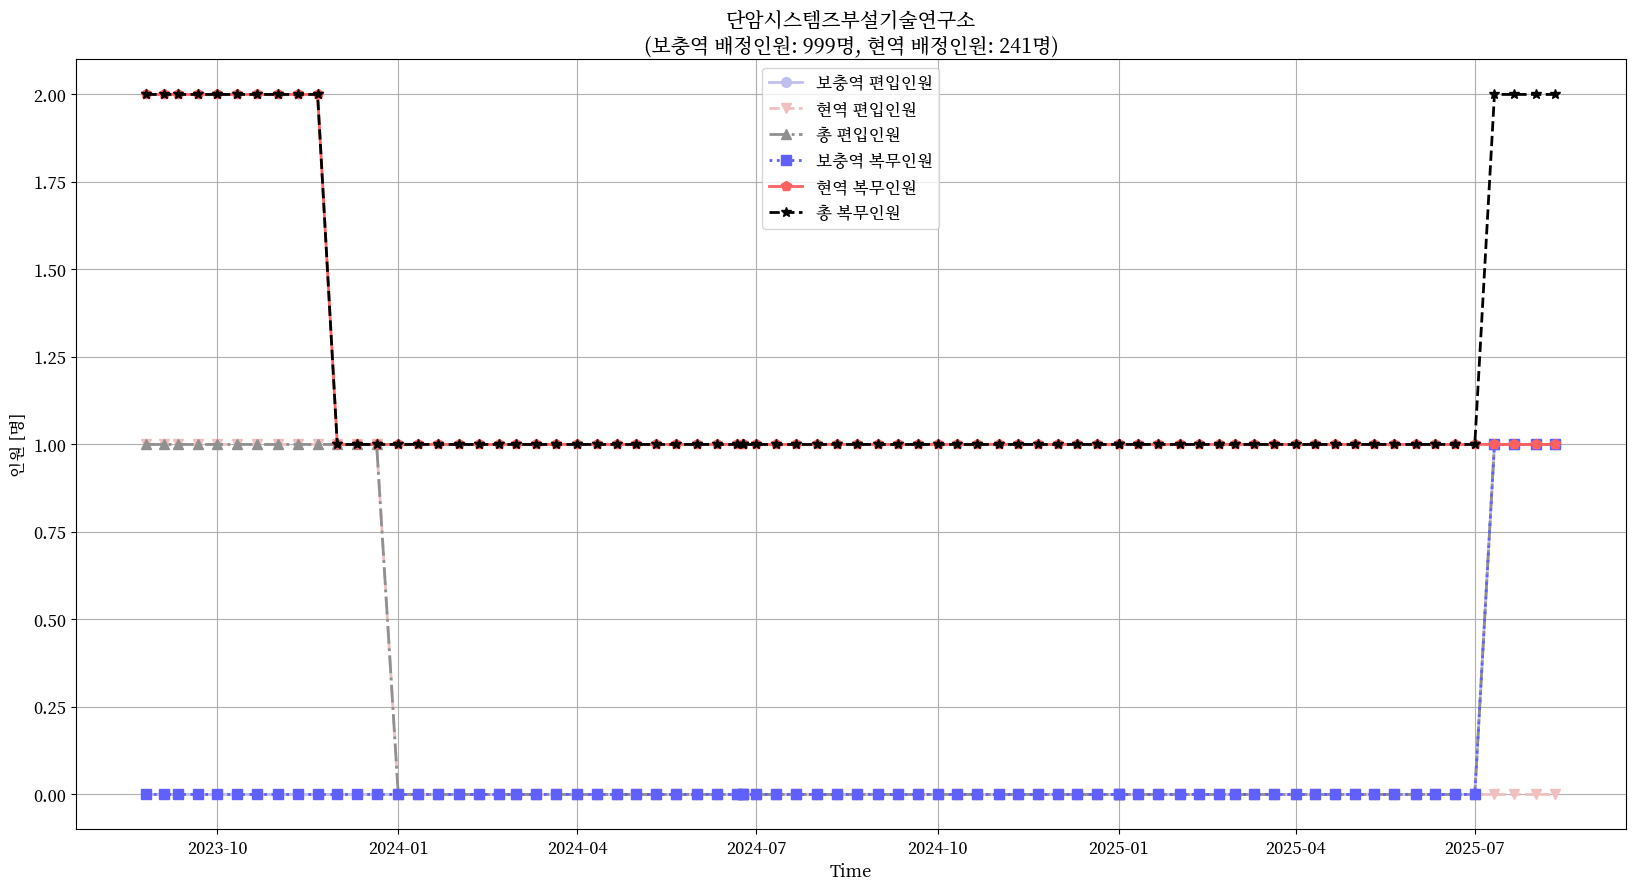 단암시스템즈부설기술연구소
(보충역 배정인원: 999명, 현역 배정인원: 241명)
보충역 편입인원
현역 편입인원
총 편입인원
보충역 복무인원
현역 복무인원
총 복무인원
인원 [명]
2.00
1.75
1.50
1.25
1.00
0.75
0.50
0.25
0.00
2023-10
2024-01
2024-04
2024-07
2024-10
2025-01
2025-04
2025-07
Time